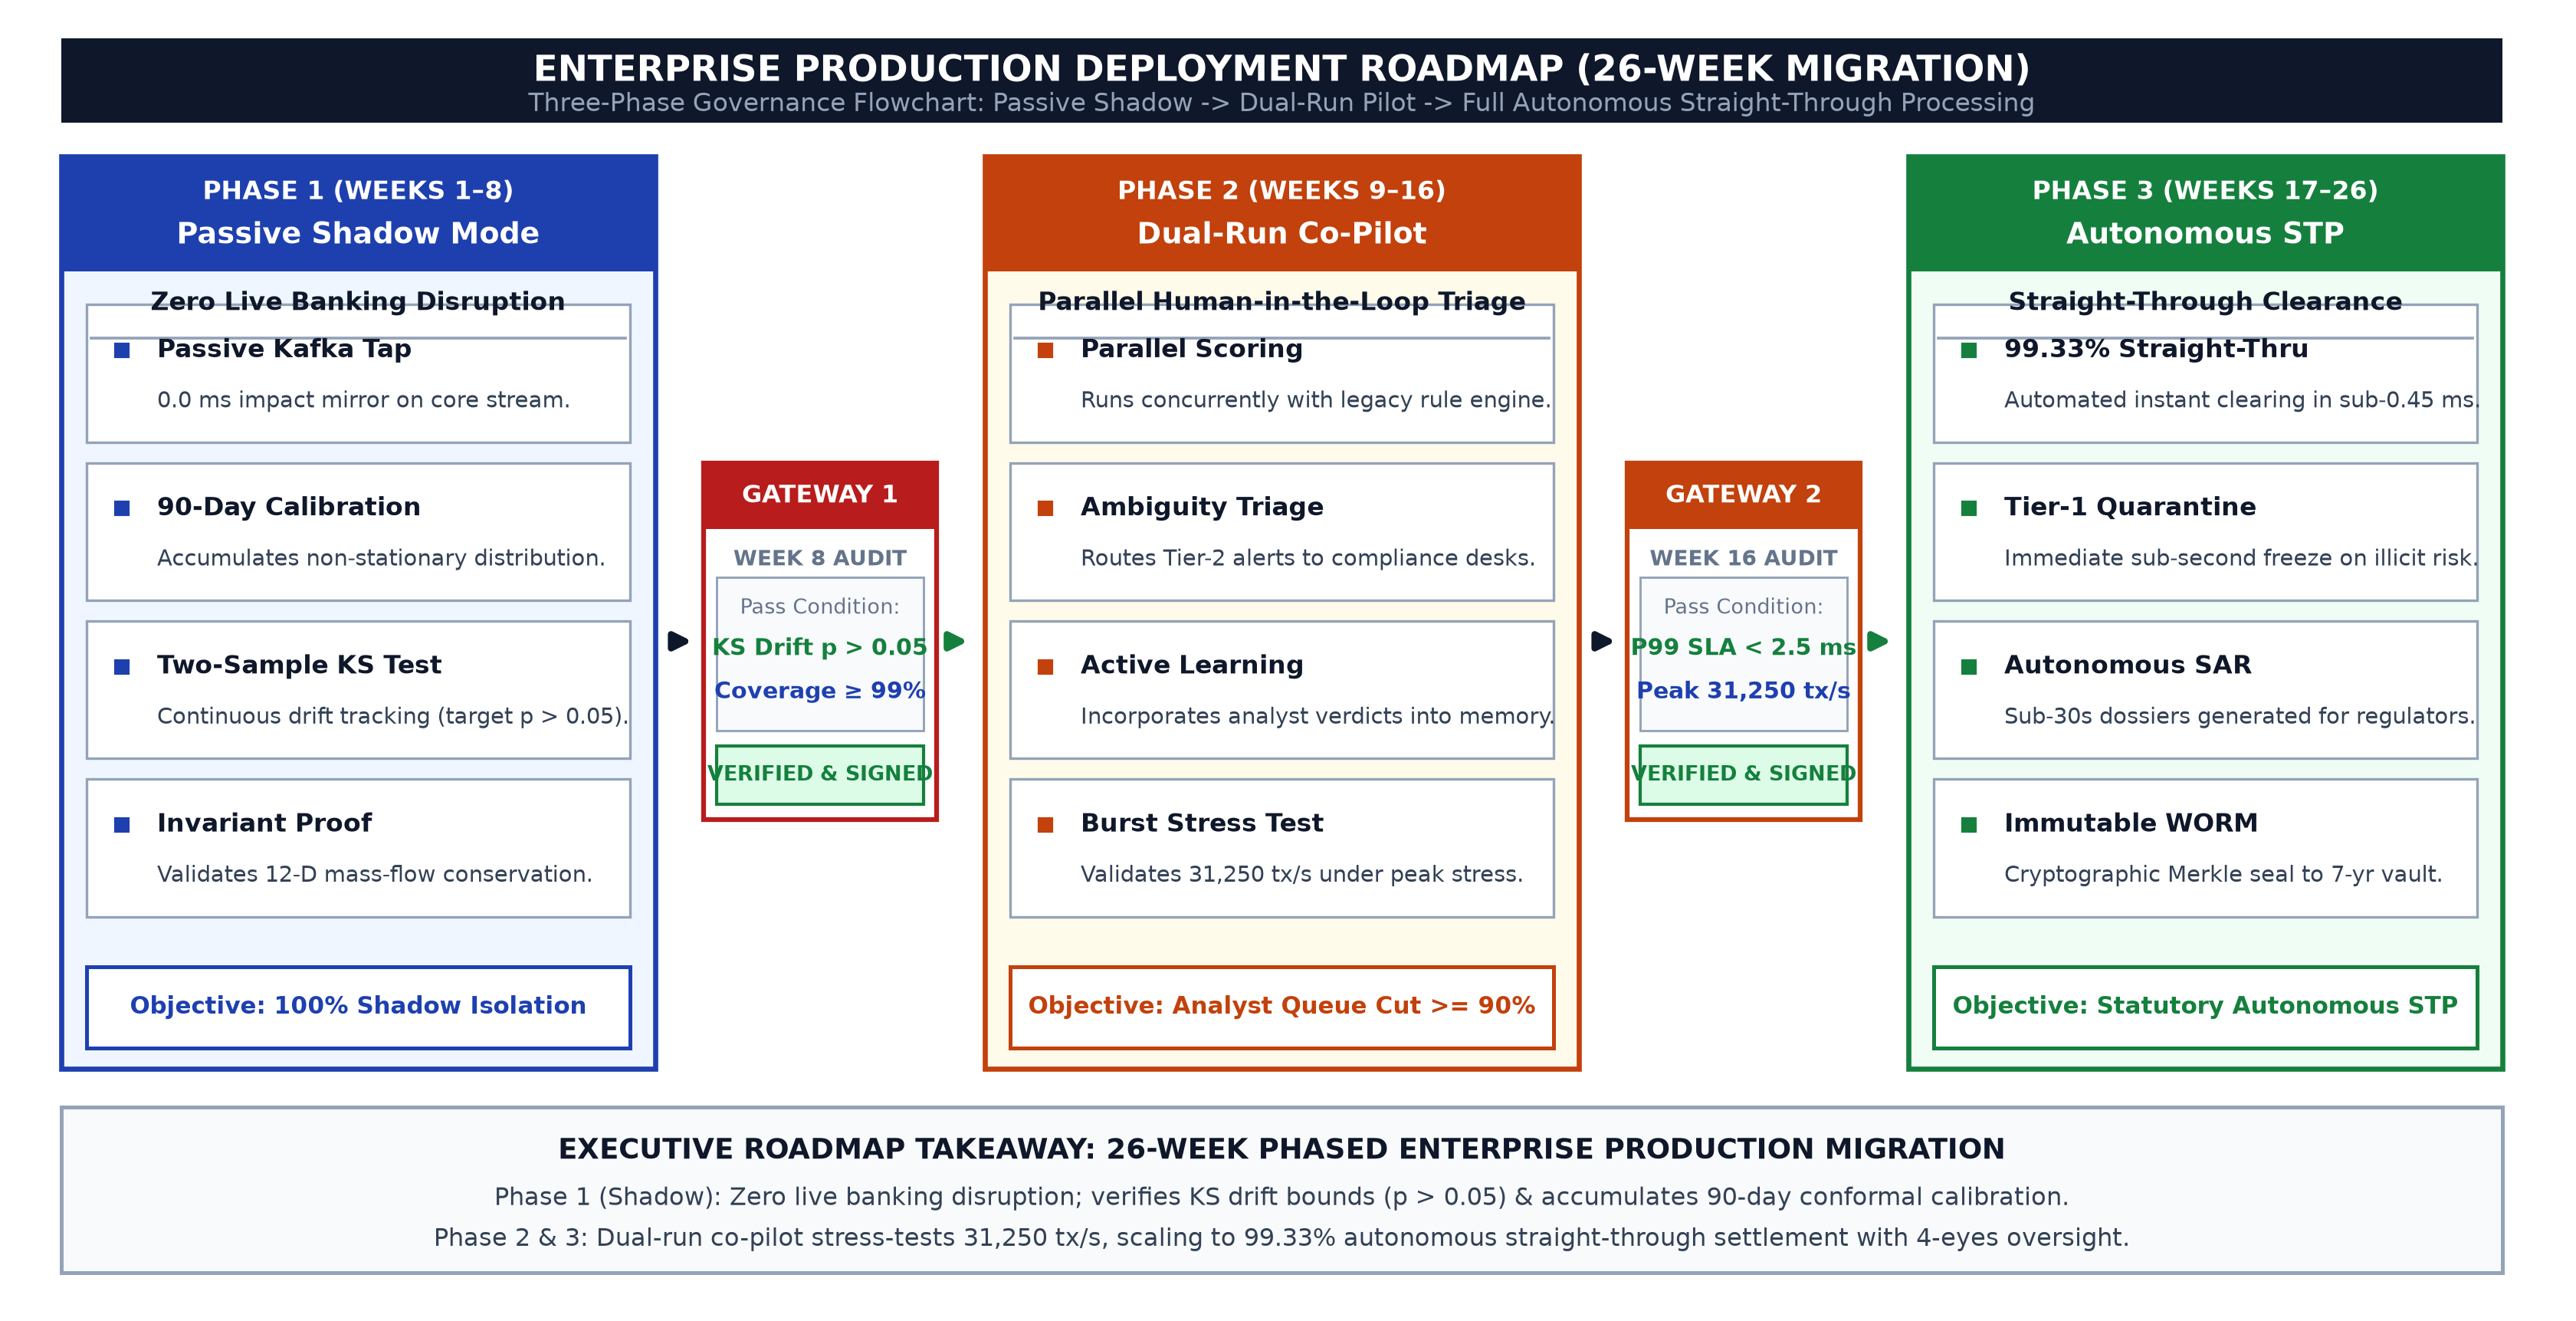 ENTERPRISE PRODUCTION DEPLOYMENT ROADMAP (26-WEEK MIGRATION)
Three-Phase Governance Flowchart: Passive Shadow -> Dual-Run Pilot -> Full Autonomous Straight-Through Processing
PHASE 1 (WEEKS 1–8)
Passive Shadow Mode
Zero Live Banking Disruption
Passive Kafka Tap
0.0 ms impact mirror on core stream.
90-Day Calibration
Accumulates non-stationary distribution.
Two-Sample KS Test
Continuous drift tracking (target p > 0.05).
Invariant Proof
Validates 12-D mass-flow conservation.
Objective: 100% Shadow Isolation
GATEWAY 1
WEEK 8 AUDIT
Pass Condition:
KS Drift p > 0.05
Coverage ≥ 99%
VERIFIED & SIGNED
PHASE 2 (WEEKS 9–16)
Dual-Run Co-Pilot
Parallel Human-in-the-Loop Triage
Parallel Scoring
Runs concurrently with legacy rule engine.
Ambiguity Triage
Routes Tier-2 alerts to compliance desks.
Active Learning
Incorporates analyst verdicts into memory.
Burst Stress Test
Validates 31,250 tx/s under peak stress.
Objective: Analyst Queue Cut >= 90%
GATEWAY 2
WEEK 16 AUDIT
Pass Condition:
P99 SLA < 2.5 ms
Peak 31,250 tx/s
VERIFIED & SIGNED
PHASE 3 (WEEKS 17–26)
Autonomous STP
Straight-Through Clearance
99.33% Straight-Thru
Automated instant clearing in sub-0.45 ms.
Tier-1 Quarantine
Immediate sub-second freeze on illicit risk.
Autonomous SAR
Sub-30s dossiers generated for regulators.
Immutable WORM
Cryptographic Merkle seal to 7-yr vault.
Objective: Statutory Autonomous STP
EXECUTIVE ROADMAP TAKEAWAY: 26-WEEK PHASED ENTERPRISE PRODUCTION MIGRATION
Phase 1 (Shadow): Zero live banking disruption; verifies KS drift bounds (p > 0.05) & accumulates 90-day conformal calibration.
Phase 2 & 3: Dual-run co-pilot stress-tests 31,250 tx/s, scaling to 99.33% autonomous straight-through settlement with 4-eyes oversight.